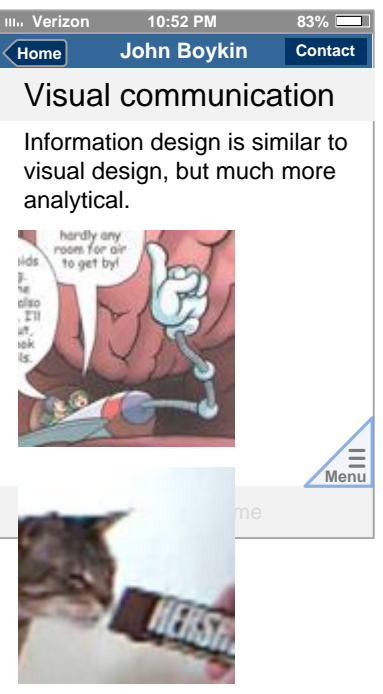 Verizon 10:52 PM 83%
Home John Boykin Contact
Visual communication
Information design is similar to
visual design, but much more
analytical.
hardly any
room for air
to get by!
Menu
me
HERSH